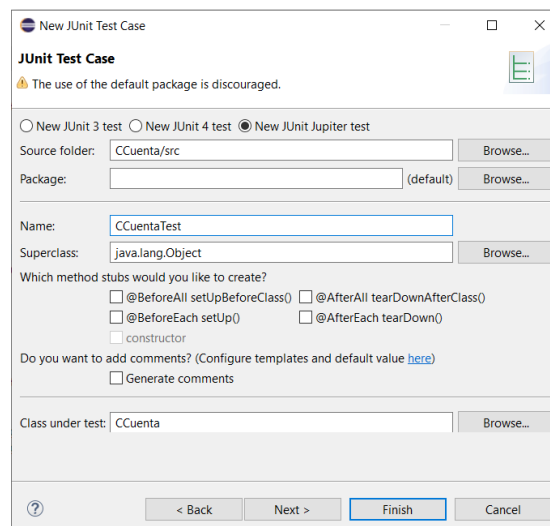 New JUnit Test Case
JUnit Test Case
The use of the default package is discouraged.
New JUnit 3 test New JUnit 4 test New JUnit Jupiter test
Source folder: CCuenta/src Browse...
Package: (default) Browse...
Name: CCuentaTest
Superclass: java.lang.Object Browse...
Which method stubs would you like to create?
@BeforeAll setUpBeforeClass() @AfterAll tearDownAfterClass()
@BeforeEach setUp() @AfterEach tearDown()
constructor
Do you want to add comments? (Configure templates and default value here)
Generate comments
Class under test: CCuenta Browse...
? < Back Next > Finish Cancel